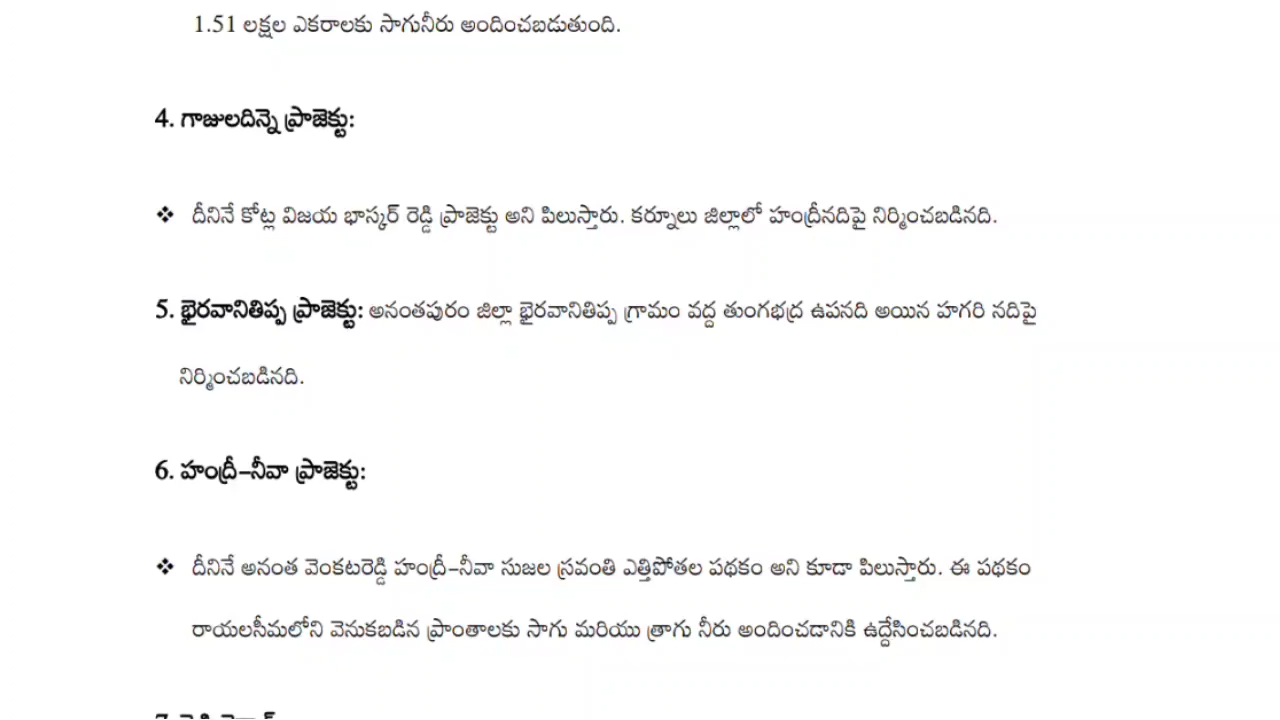 1.51 లక్షల ఎకరాలకు సాగునీరు అందించబడుతుంది.
4. గాజులదిన్నె ప్రాజెక్టు:
❖ దీనినే కోట్ల విజయ భాస్కర్ రెడ్డి ప్రాజెక్టు అని పిలుస్తారు. కర్నూలు జిల్లాలో హంద్రీనదిపై నిర్మించబడినది.
5. భైరవానితిప్ప ప్రాజెక్టు: అనంతపురం జిల్లా భైరవానితిప్ప గ్రామం వద్ద తుంగభద్ర ఉపనది అయిన హగరి నదిపై
నిర్మించబడినది.
6. హంద్రీ–నీవా ప్రాజెక్టు:
❖ దీనినే అనంత వెంకటరెడ్డి హంద్రీ–నీవా సుజల స్రవంతి ఎత్తిపోతల పథకం అని కూడా పిలుస్తారు. ఈ పథకం
రాయలసీమలోని వెనుకబడిన ప్రాంతాలకు సాగు మరియు త్రాగు నీరు అందించడానికి ఉద్దేసించబడినది.